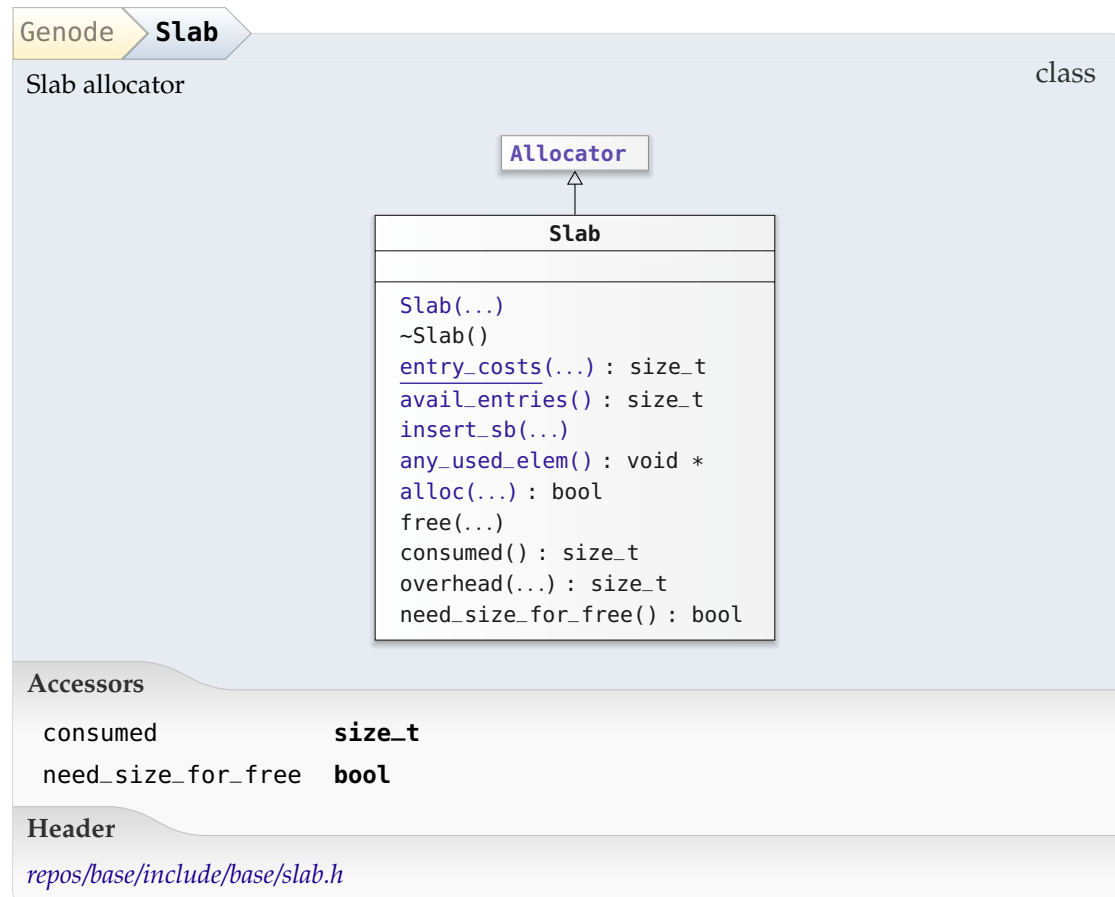 Genode Slab
Slab allocator
class
Allocator
Slab
Slab(...)
~Slab()
entry_costs(...) : size_t
avail_entries() : size_t
insert_sb(...)
any_used_elem() : void *
alloc(...) : bool
free(...)
consumed() : size_t
overhead(...) : size_t
need_size_for_free() : bool
Accessors
consumed size_t
need_size_for_free bool
Header
repos/base/include/base/slab.h